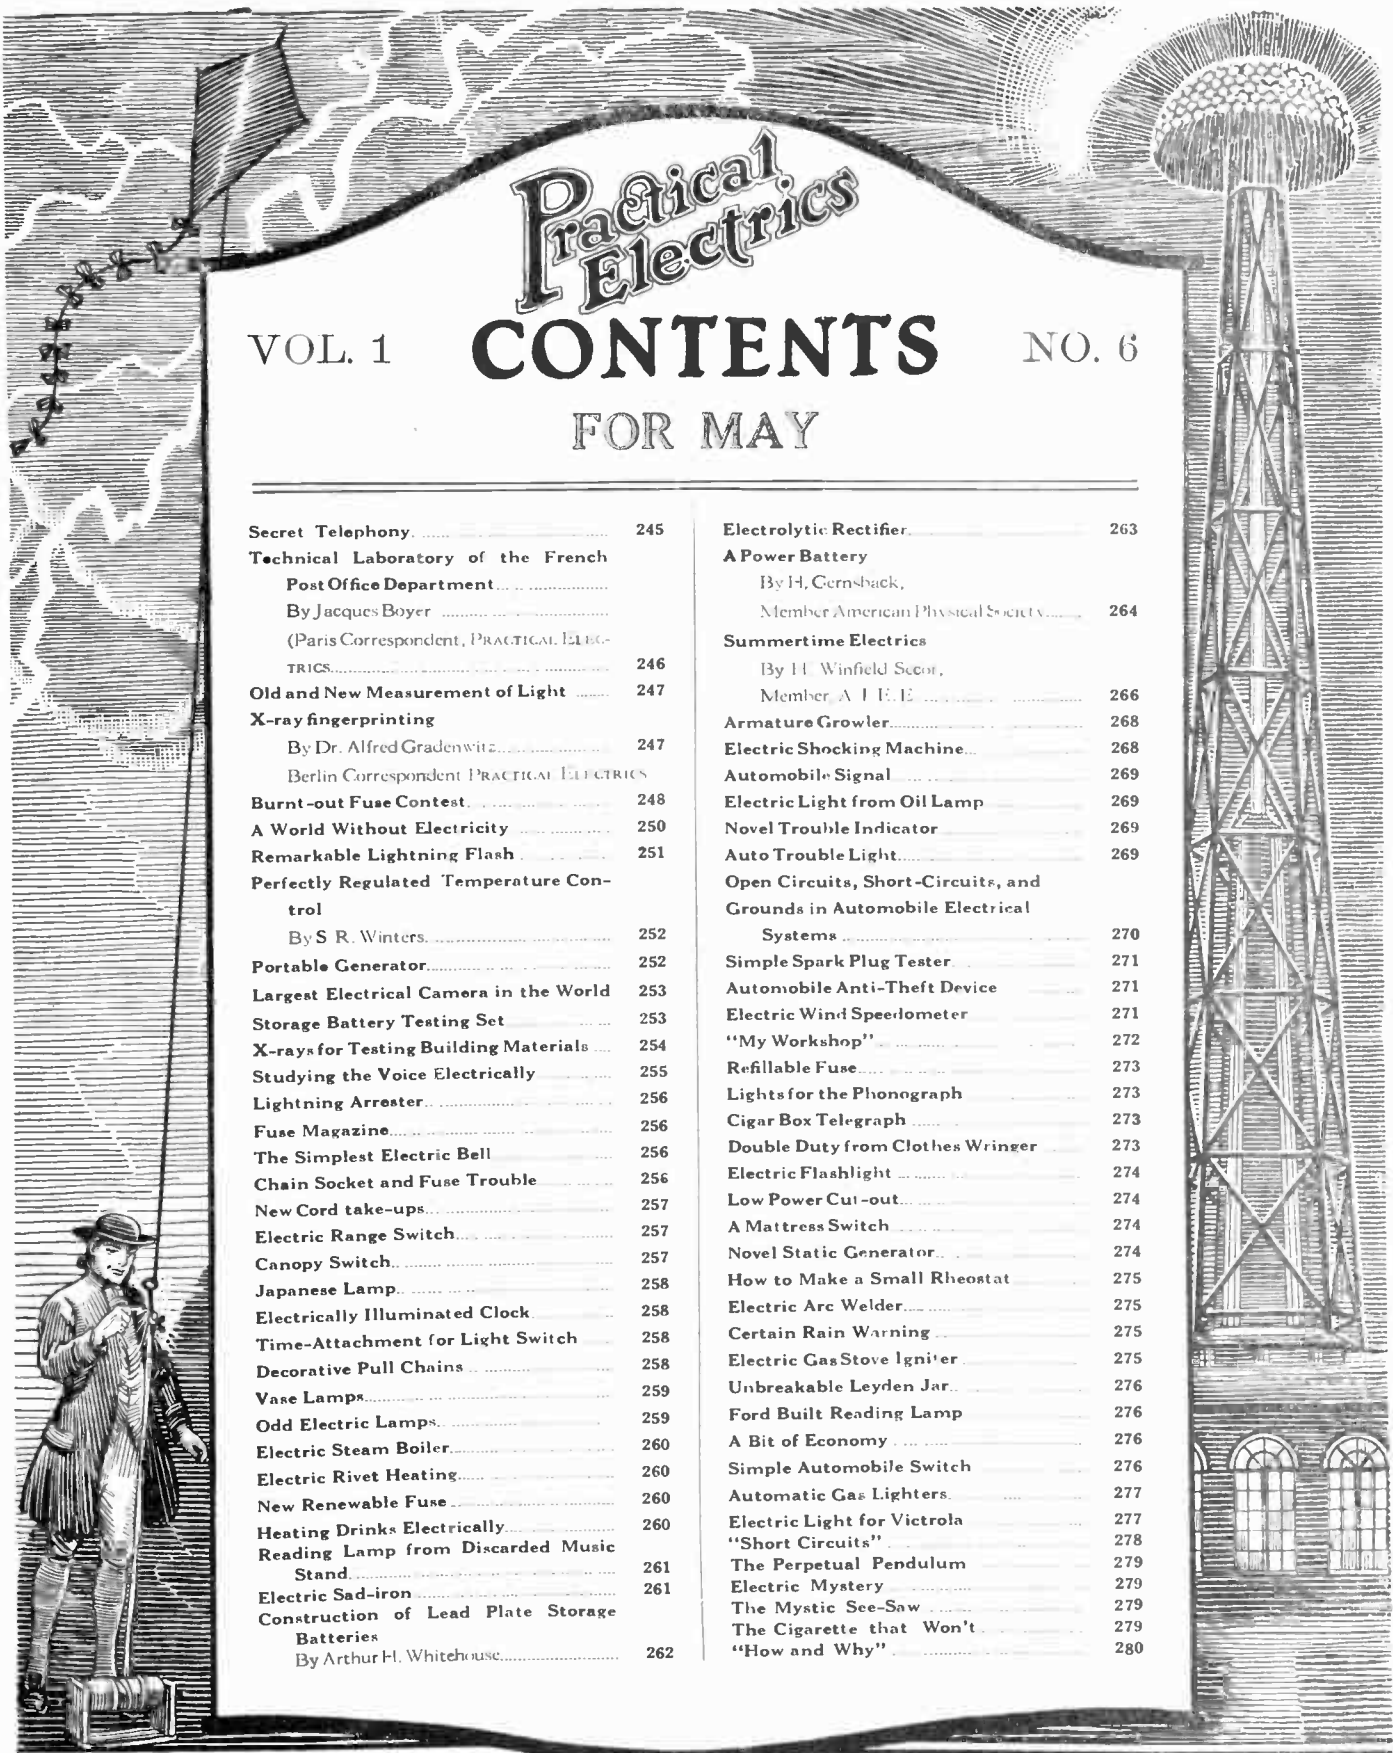 Practical
Electrics
VOL. 1 CONTENTS NO. 6
FOR MAY
Secret Telephony 245
Technical Laboratory of the French
Post Office Department
By Jacques Boyer
(Paris Correspondent, PRACTICAL ELEC-
TRICS 246
Old and New Measurement of Light 247
X-ray fingerprinting
By Dr. Alfred Gradenwitz 247
Berlin Correspondent PRACTICAL ELECTRICS
Burnt-out Fuse Contest 248
A World Without Electricity 250
Remarkable Lightning Flash 251
Perfectly Regulated Temperature Con-
trol
By S R. Winters 252
Portable Generator 252
Largest Electrical Camera in the World 253
Storage Battery Testing Set 253
X-rays for Testing Building Materials 254
Studying the Voice Electrically 255
Lightning Arrester 256
Fuse Magazine 256
The Simplest Electric Bell 256
Chain Socket and Fuse Trouble 256
New Cord take-ups 257
Electric Range Switch 257
Canopy Switch 257
Japanese Lamp 258
Electrically Illuminated Clock 258
Time-Attachment for Light Switch 258
Decorative Pull Chains 258
Vase Lamps 259
Odd Electric Lamps 259
Electric Steam Boiler 260
Electric Rivet Heating 260
New Renewable Fuse 260
Heating Drinks Electrically 260
Reading Lamp from Discarded Music
Stand 261
Electric Sad-iron 261
Construction of Lead Plate Storage
Batteries
By Arthur H. Whitehouse 262
Electrolytic Rectifier 263
A Power Battery
By H. Gernsback,
Member American Physical Society 264
Summertime Electrics
By H. Winfield Secor,
Member, A. I. E. E. 266
Armature Growler 268
Electric Shocking Machine 268
Automobile Signal 269
Electric Light from Oil Lamp 269
Novel Trouble Indicator 269
Auto Trouble Light 269
Open Circuits, Short-Circuits, and
Grounds in Automobile Electrical
Systems 270
Simple Spark Plug Tester 271
Automobile Anti-Theft Device 271
Electric Wind Speedometer 271
"My Workshop" 272
Refillable Fuse 273
Lights for the Phonograph 273
Cigar Box Telegraph 273
Double Duty from Clothes Wringer 273
Electric Flashlight 274
Low Power Cut-out 274
A Mattress Switch 274
Novel Static Generator 274
How to Make a Small Rheostat 275
Electric Arc Welder 275
Certain Rain Warning 275
Electric Gas Stove Igniter 275
Unbreakable Leyden Jar 276
Ford Built Reading Lamp 276
A Bit of Economy 276
Simple Automobile Switch 276
Automatic Gas Lighters 277
Electric Light for Victrola 277
"Short Circuits" 278
The Perpetual Pendulum 279
Electric Mystery 279
The Mystic See-Saw 279
The Cigarette that Won't 279
"How and Why" 280